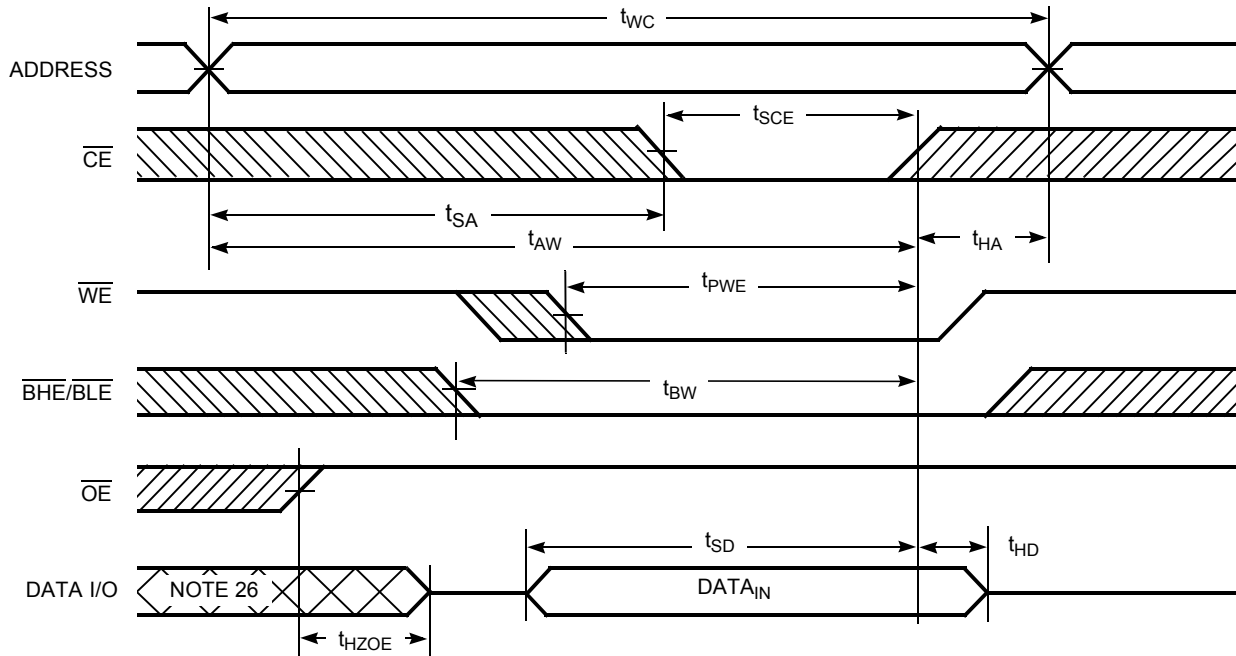 tWC
ADDRESS
tSCE
CE
tSA
tAW
tHA
WE
tPWE
BHE/BLE
tBW
OE
tSD
tHD
DATA I/O
NOTE 26
DATAIN
tHZOE